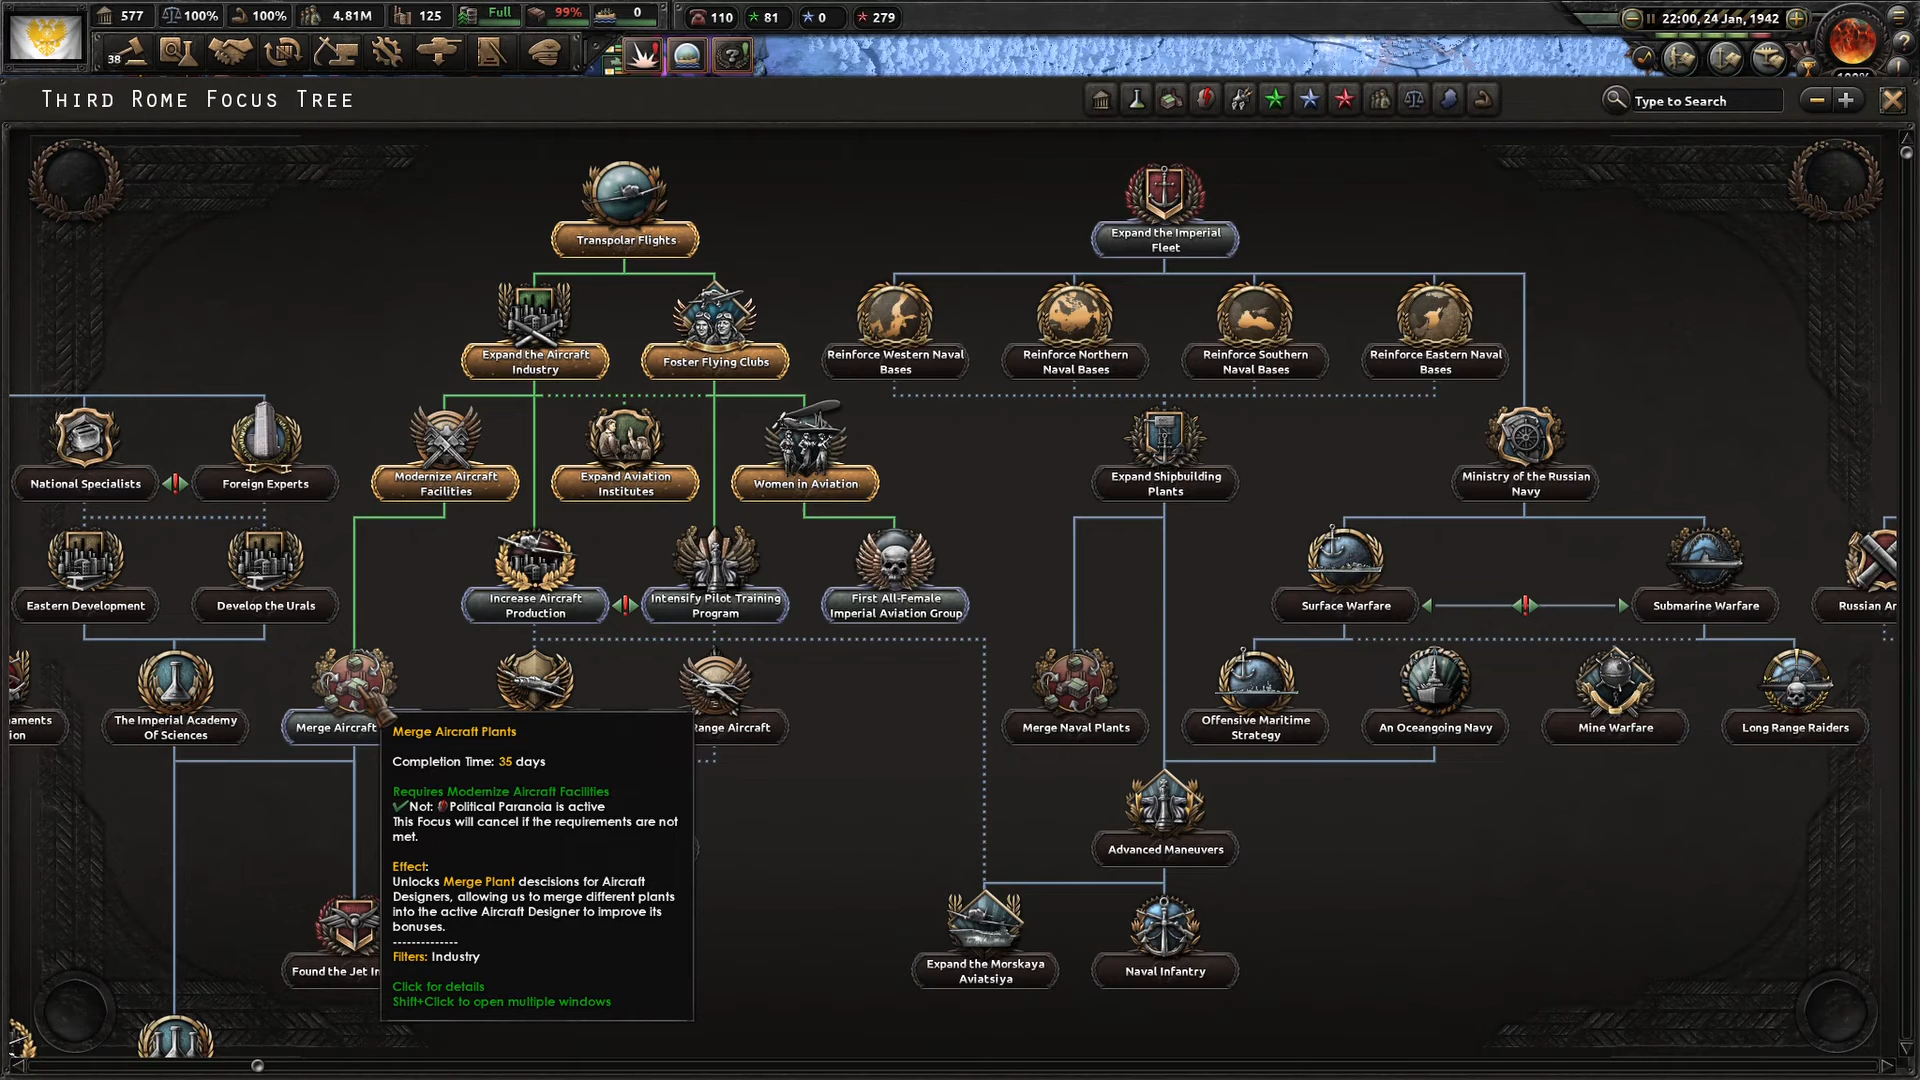 577
100%
100%
4.81M
125
Full
99%
0
110
81
0
279
22:00, 24 Jan, 1942
38
100%
Third Rome Focus Tree
Type to Search
Transpolar Flights
Expand the Imperial
Fleet
Expand the Aircraft
Industry
Foster Flying Clubs
Reinforce Western Naval
Bases
Reinforce Northern
Naval Bases
Reinforce Southern
Naval Bases
Reinforce Eastern Naval
Bases
National Specialists
Foreign Experts
Modernize Aircraft
Facilities
Expand Aviation
Institutes
Women in Aviation
Expand Shipbuilding
Plants
Ministry of the Russian
Navy
Eastern Development
Develop the Urals
Increase Aircraft
Production
Intensify Pilot Training
Program
First All-Female
Imperial Aviation Group
Surface Warfare
Submarine Warfare
Russian Ar
naments
ion
The Imperial Academy
Of Sciences
Merge Aircraft
Range Aircraft
Merge Naval Plants
Offensive Maritime
Strategy
An Oceangoing Navy
Mine Warfare
Long Range Raiders
Merge Aircraft Plants
Completion Time: 35 days
Requires Modernize Aircraft Facilities
Not: Political Paranoia is active
This Focus will cancel if the requirements are not
met.
Effect:
Unlocks Merge Plant descisions for Aircraft
Designers, allowing us to merge different plants
into the active Aircraft Designer to improve its
bonuses.
--------------
Filters: Industry
Click for details
Shift+Click to open multiple windows
Advanced Maneuvers
Found the Jet In
Expand the Morskaya
Aviatsiya
Naval Infantry